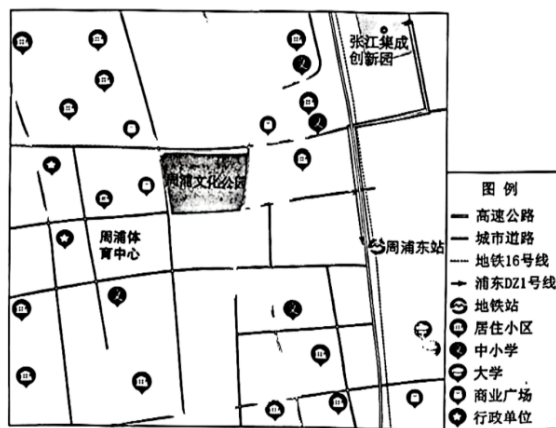 张江集成
创新园
周浦文化公园
周浦体
育中心
周浦东站
图例
高速公路
城市道路
地铁16号线
浦东DZ1号线
地铁站
居住小区
文
中小学
大学
商业广场
行政单位